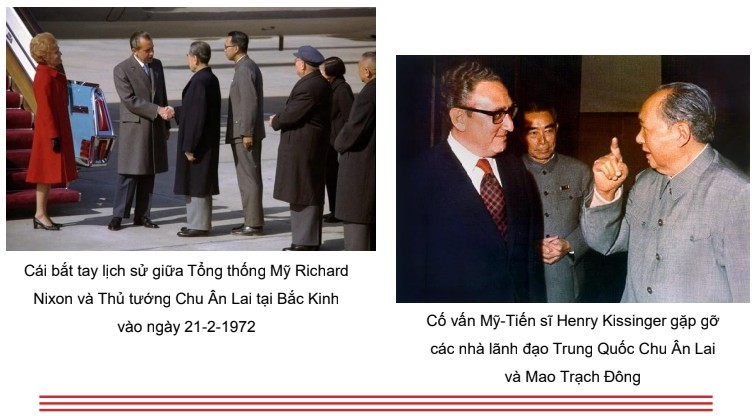 Cái bắt tay lịch sử giữa Tổng thống Mỹ Richard
Nixon và Thủ tướng Chu Ân Lai tại Bắc Kinh
vào ngày 21-2-1972
Cố vấn Mỹ-Tiến sĩ Henry Kissinger gặp gỡ
các nhà lãnh đạo Trung Quốc Chu Ân Lai
và Mao Trạch Đông